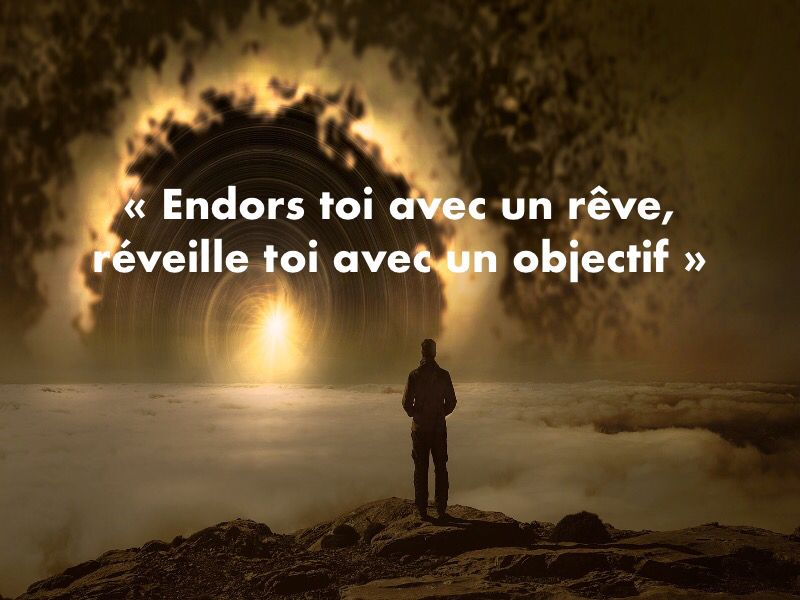 « Endors toi avec un rêve,
réveille toi avec un objectif »